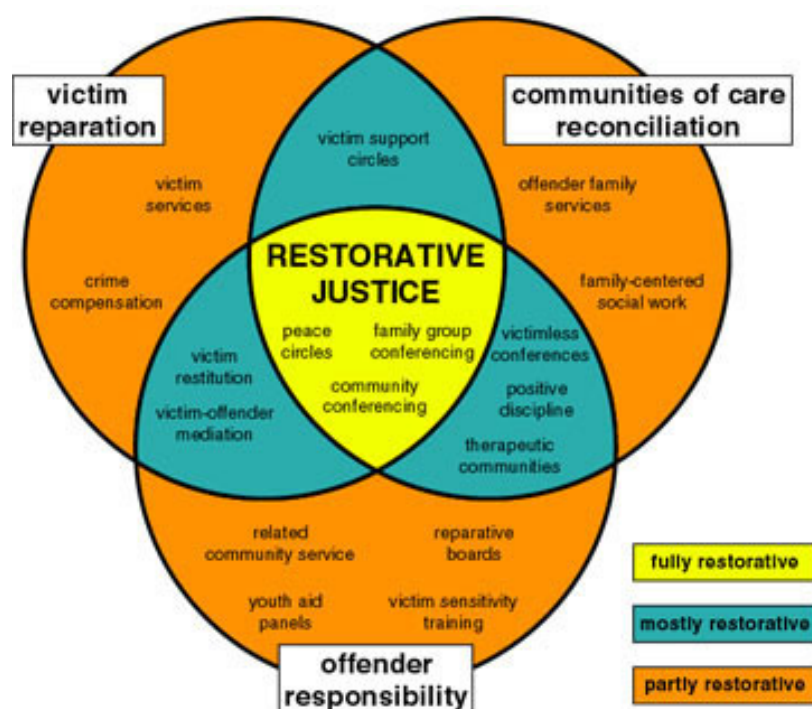 victim
reparation
communities of care
reconciliation
victim support
circles
victim
services
offender family
services
crime
compensation
family-centered
social work
RESTORATIVE
JUSTICE
peace
circles
family group
conferencing
community
conferencing
victim
restitution
victim-offender
mediation
victimless
conferences
positive
discipline
therapeutic
communities
related
community service
reparative
boards
youth aid
panels
victim sensitivity
training
offender
responsibility
fully restorative
mostly restorative
partly restorative